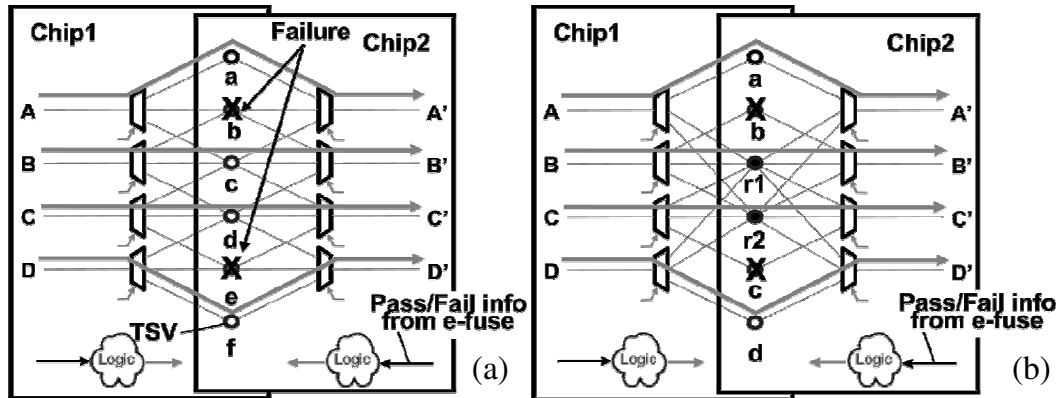 Chip1
Failure
Chip2
a
A
A'
b
B
B'
c
C
C'
d
D
D'
e
Pass/Fail info
from e-fuse
TSV
f
Logic
Logic
(a)
Chip1
Chip2
a
A
A'
b
B
B'
r1
C
C'
r2
D
D'
c
Pass/Fail info
from e-fuse
d
Logic
Logic
(b)